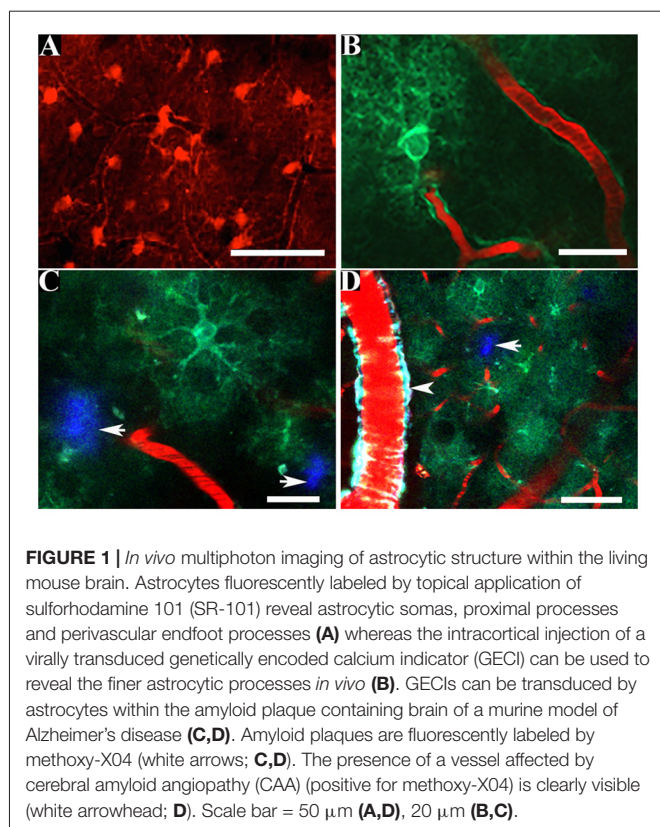 A
B
C
D
FIGURE 1 | In vivo multiphoton imaging of astrocytic structure within the living
mouse brain. Astrocytes fluorescently labeled by topical application of
sulforhodamine 101 (SR-101) reveal astrocytic somas, proximal processes
and perivascular endfoot processes (A) whereas the intracortical injection of a
virally transduced genetically encoded calcium indicator (GECI) can be used to
reveal the finer astrocytic processes in vivo (B). GECIs can be transduced by
astrocytes within the amyloid plaque containing brain of a murine model of
Alzheimer's disease (C,D). Amyloid plaques are fluorescently labeled by
methoxy-X04 (white arrows; C,D). The presence of a vessel affected by
cerebral amyloid angiopathy (CAA) (positive for methoxy-X04) is clearly visible
(white arrowhead; D). Scale bar = 50 μm (A,D), 20 μm (B,C).